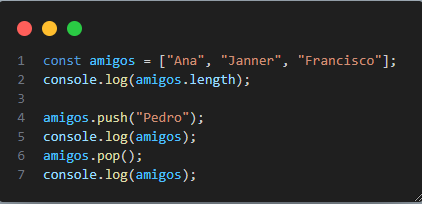 1 const amigos = ["Ana", "Janner", "Francisco"];
2 console.log(amigos.length);
3
4 amigos.push("Pedro");
5 console.log(amigos);
6 amigos.pop();
7 console.log(amigos);